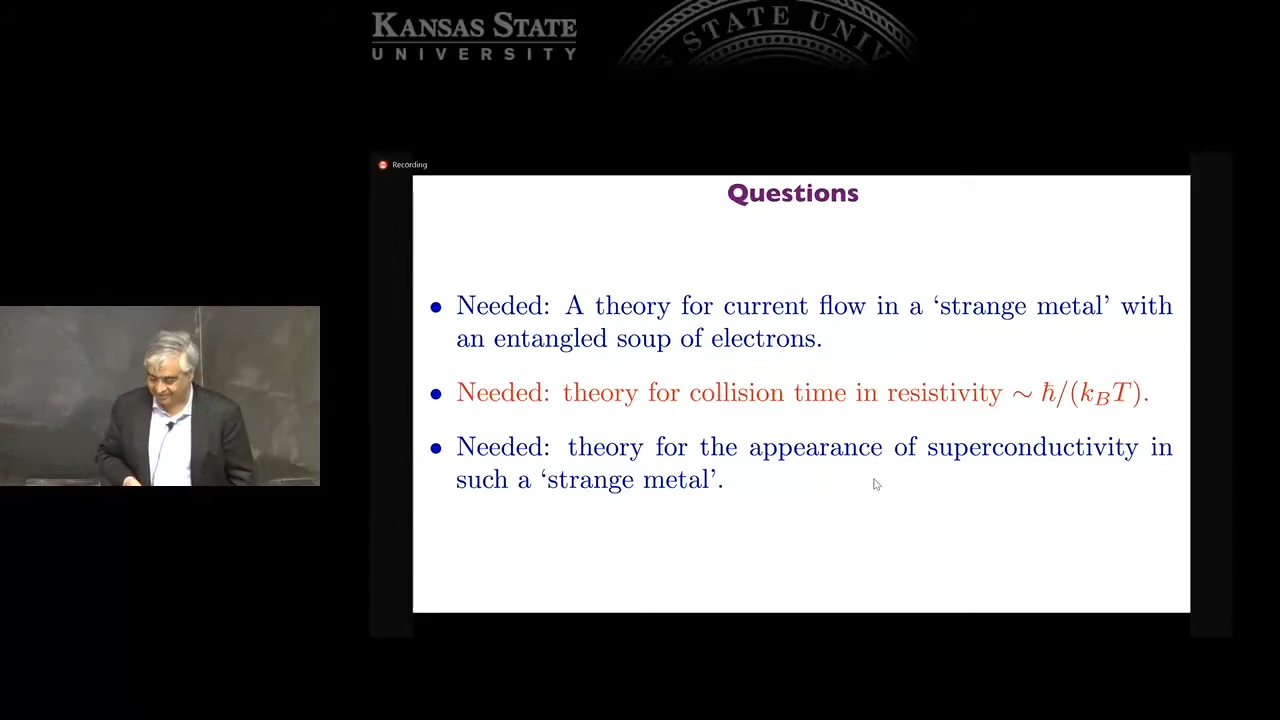 KANSAS STATE
UNIVERSITY
STATE UNIV
Recording
Questions
• Needed: A theory for current flow in a ‘strange metal’ with
an entangled soup of electrons.
• Needed: theory for collision time in resistivity ∼ ℏ/(k_BT).
• Needed: theory for the appearance of superconductivity in
such a ‘strange metal’.